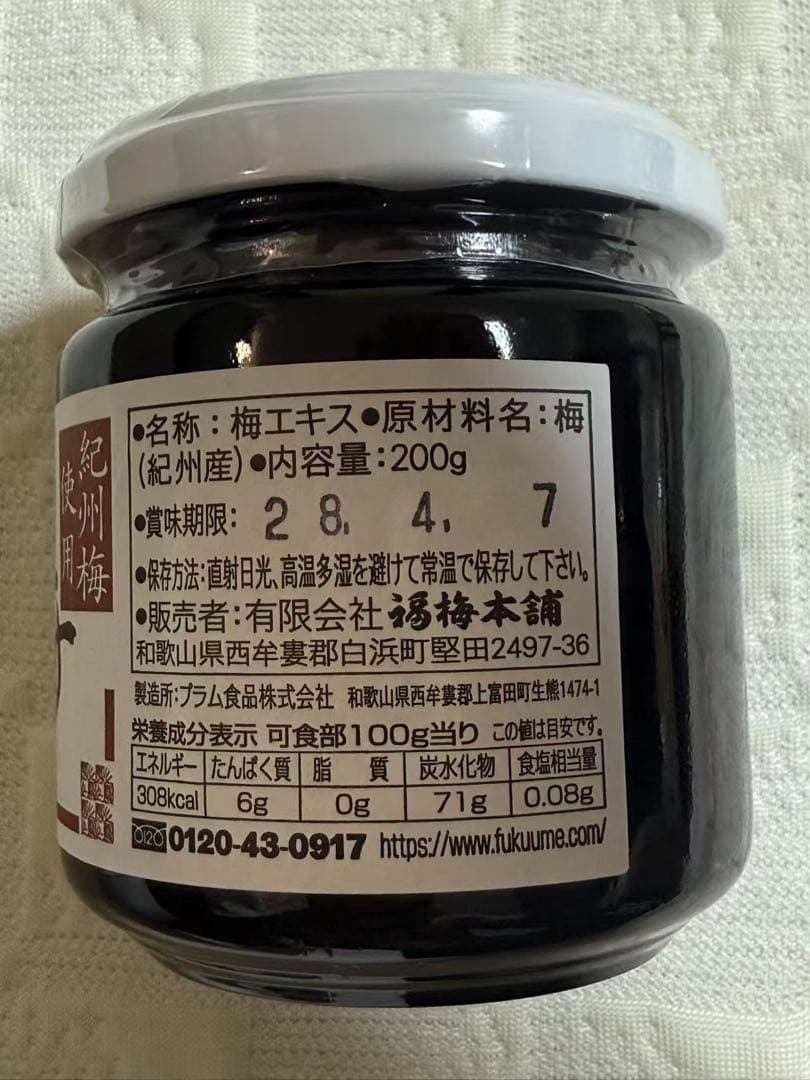 紀州梅
使用
●名称：梅エキス●原材料名：梅
(紀州産)●内容量：200g
●賞味期限： 28. 4. 7
●保存方法：直射日光、高温多湿を避けて常温で保存して下さい。
●販売者：有限会社 福梅本舗
和歌山県西牟婁郡白浜町堅田2497-36
製造所：プラム食品株式会社 和歌山県西牟婁郡上富田町生熊1474-1
栄養成分表示 可食部100g当り この値は目安です。
エネルギー たんぱく質 脂 質 炭水化物 食塩相当量
308kcal 6g 0g 71g 0.08g
0120-43-0917 https://www.fukuume.com/